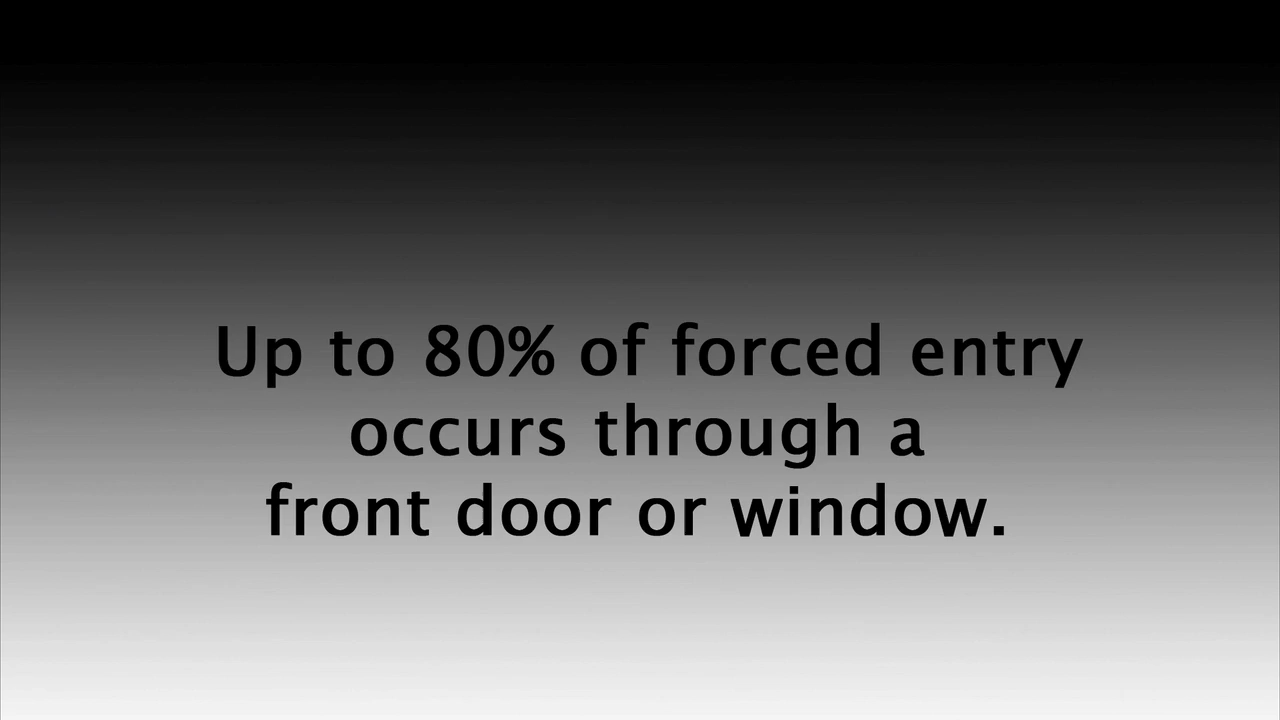 Up to 80% of forced entry
occurs through a
front door or window.